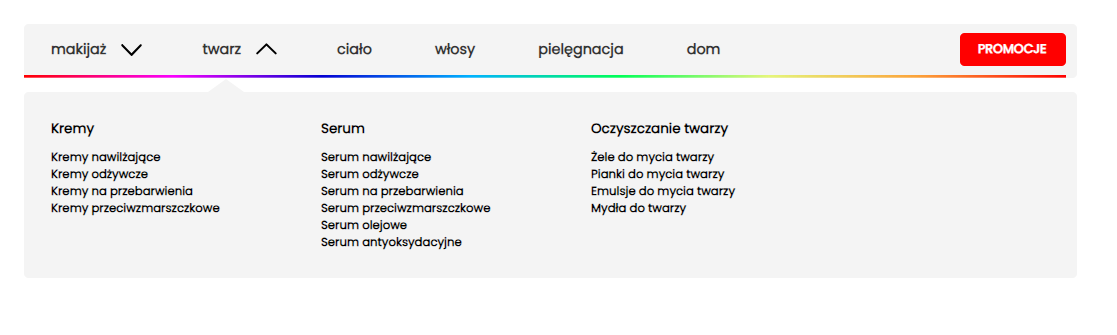 makijaż twarz ciało włosy pielęgnacja dom PROMOCJE
Kremy
Kremy nawilżające
Kremy odżywcze
Kremy na przebarwienia
Kremy przeciwzmarszczkowe
Serum
Serum nawilżające
Serum odżywcze
Serum na przebarwienia
Serum przeciwzmarszczkowe
Serum olejowe
Serum antyoksydacyjne
Oczyszczanie twarzy
Żele do mycia twarzy
Pianki do mycia twarzy
Emulsje do mycia twarzy
Mydła do twarzy